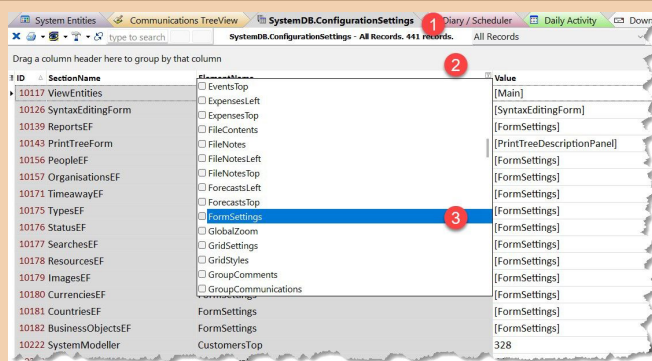 System Entities Communications TreeView SystemDB.ConfigurationSettings 1 Diary / Scheduler Daily Activity Down
type to search SystemDB.ConfigurationSettings - All Records. 441 records. All Records
Drag a column header here to group by that column 2
ID SectionName ElementName Value
10117 ViewEntities EventsTop [Main]
10126 SyntaxEditingForm ExpensesLeft [SyntaxEditingForm]
ExpensesTop
10139 ReportsEF FileContents [FormSettings]
10143 PrintTreeForm FileNotes [PrintTreeDescriptionPanel]
10156 PeopleEF FileNotesLeft [FormSettings]
10157 OrganisationsEF FileNotesTop [FormSettings]
10171 TimeawayEF ForecastsLeft [FormSettings]
ForecastsTop
10175 TypesEF FormSettings 3 [FormSettings]
10176 StatusEF GlobalZoom [FormSettings]
10177 SearchesEF GridSettings [FormSettings]
10178 ResourcesEF GridStyles [FormSettings]
10179 ImagesEF GroupComments [FormSettings]
10180 CurrenciesEF GroupCommunications [FormSettings]
10181 CountriesEF FormSettings [FormSettings]
10182 BusinessObjectsEF FormSettings [FormSettings]
10222 SystemModeller CustomersTop 328